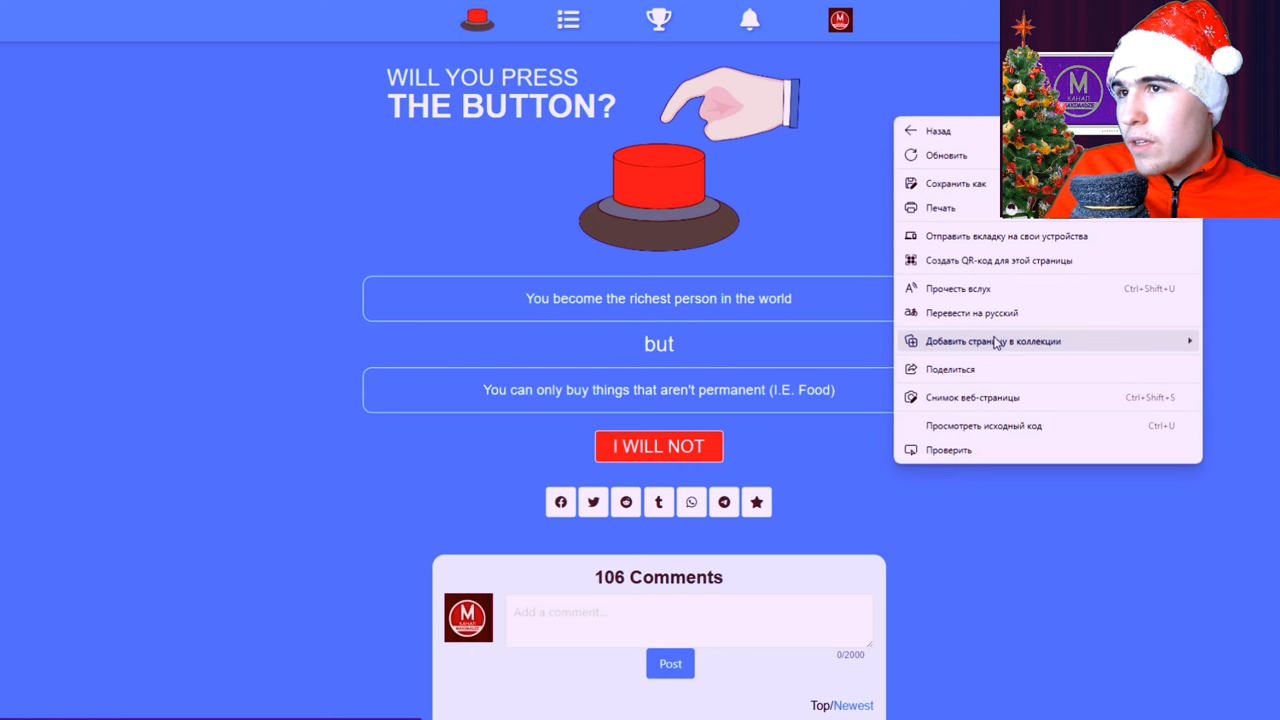 WILL YOU PRESS
THE BUTTON?
M
КАНАЛ
Назад
Обновить
Сохранить как
Печать
Отправить вкладку на свои устройства
Создать QR-код для этой страницы
Прочесть вслух Ctrl+Shift+U
Перевести на русский
Добавить страницу в коллекции
Поделиться
Снимок веб-страницы Ctrl+Shift+S
Просмотреть исходный код Ctrl+U
Проверить
You become the richest person in the world
but
You can only buy things that aren't permanent (I.E. Food)
I WILL NOT
106 Comments
M
КАНАЛ
Add a comment...
0/2000
Post
Top/Newest